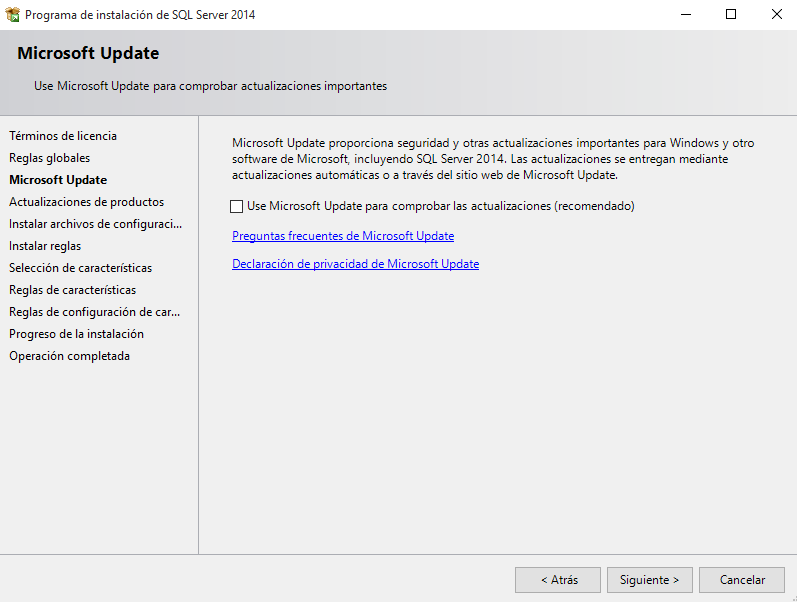 Programa de instalación de SQL Server 2014
Microsoft Update
Use Microsoft Update para comprobar actualizaciones importantes
Términos de licencia
Reglas globales
Microsoft Update
Actualizaciones de productos
Instalar archivos de configuraci...
Instalar reglas
Selección de características
Reglas de características
Reglas de configuración de car...
Progreso de la instalación
Operación completada
Microsoft Update proporciona seguridad y otras actualizaciones importantes para Windows y otro
software de Microsoft, incluyendo SQL Server 2014. Las actualizaciones se entregan mediante
actualizaciones automáticas o a través del sitio web de Microsoft Update.
Use Microsoft Update para comprobar las actualizaciones (recomendado)
Preguntas frecuentes de Microsoft Update
Declaración de privacidad de Microsoft Update
< Atrás
Siguiente >
Cancelar